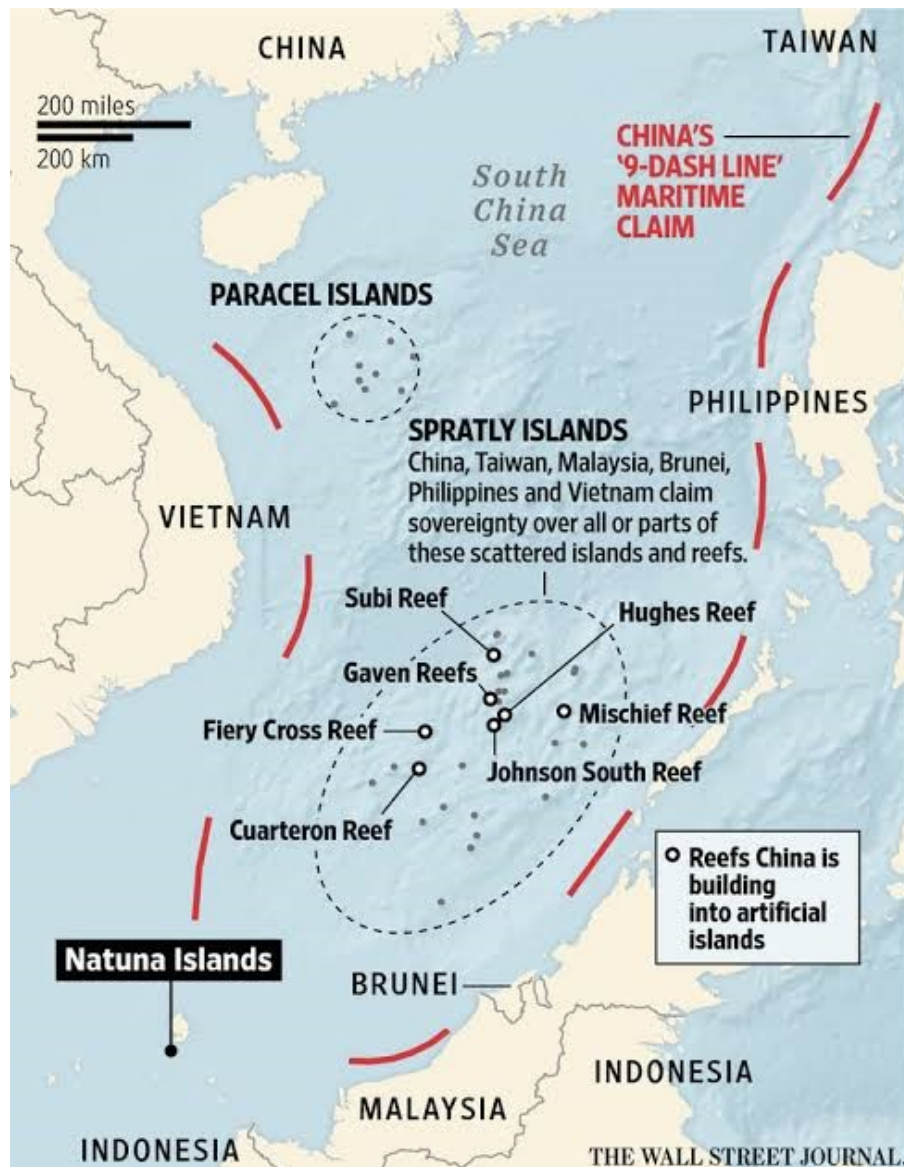 CHINA
TAIWAN
200 miles
200 km
CHINA'S
'9-DASH LINE'
MARITIME
CLAIM
South
China
Sea
PARACEL ISLANDS
PHILIPPINES
SPRATLY ISLANDS
China, Taiwan, Malaysia, Brunei,
Philippines and Vietnam claim
sovereignty over all or parts of
these scattered islands and reefs.
VIETNAM
Subi Reef
Hughes Reef
Gaven Reefs
Mischief Reef
Fiery Cross Reef
Johnson South Reef
Cuarteron Reef
Reefs China is
building
into artificial
islands
Natuna Islands
BRUNEI
INDONESIA
MALAYSIA
INDONESIA
THE WALL STREET JOURNAL.